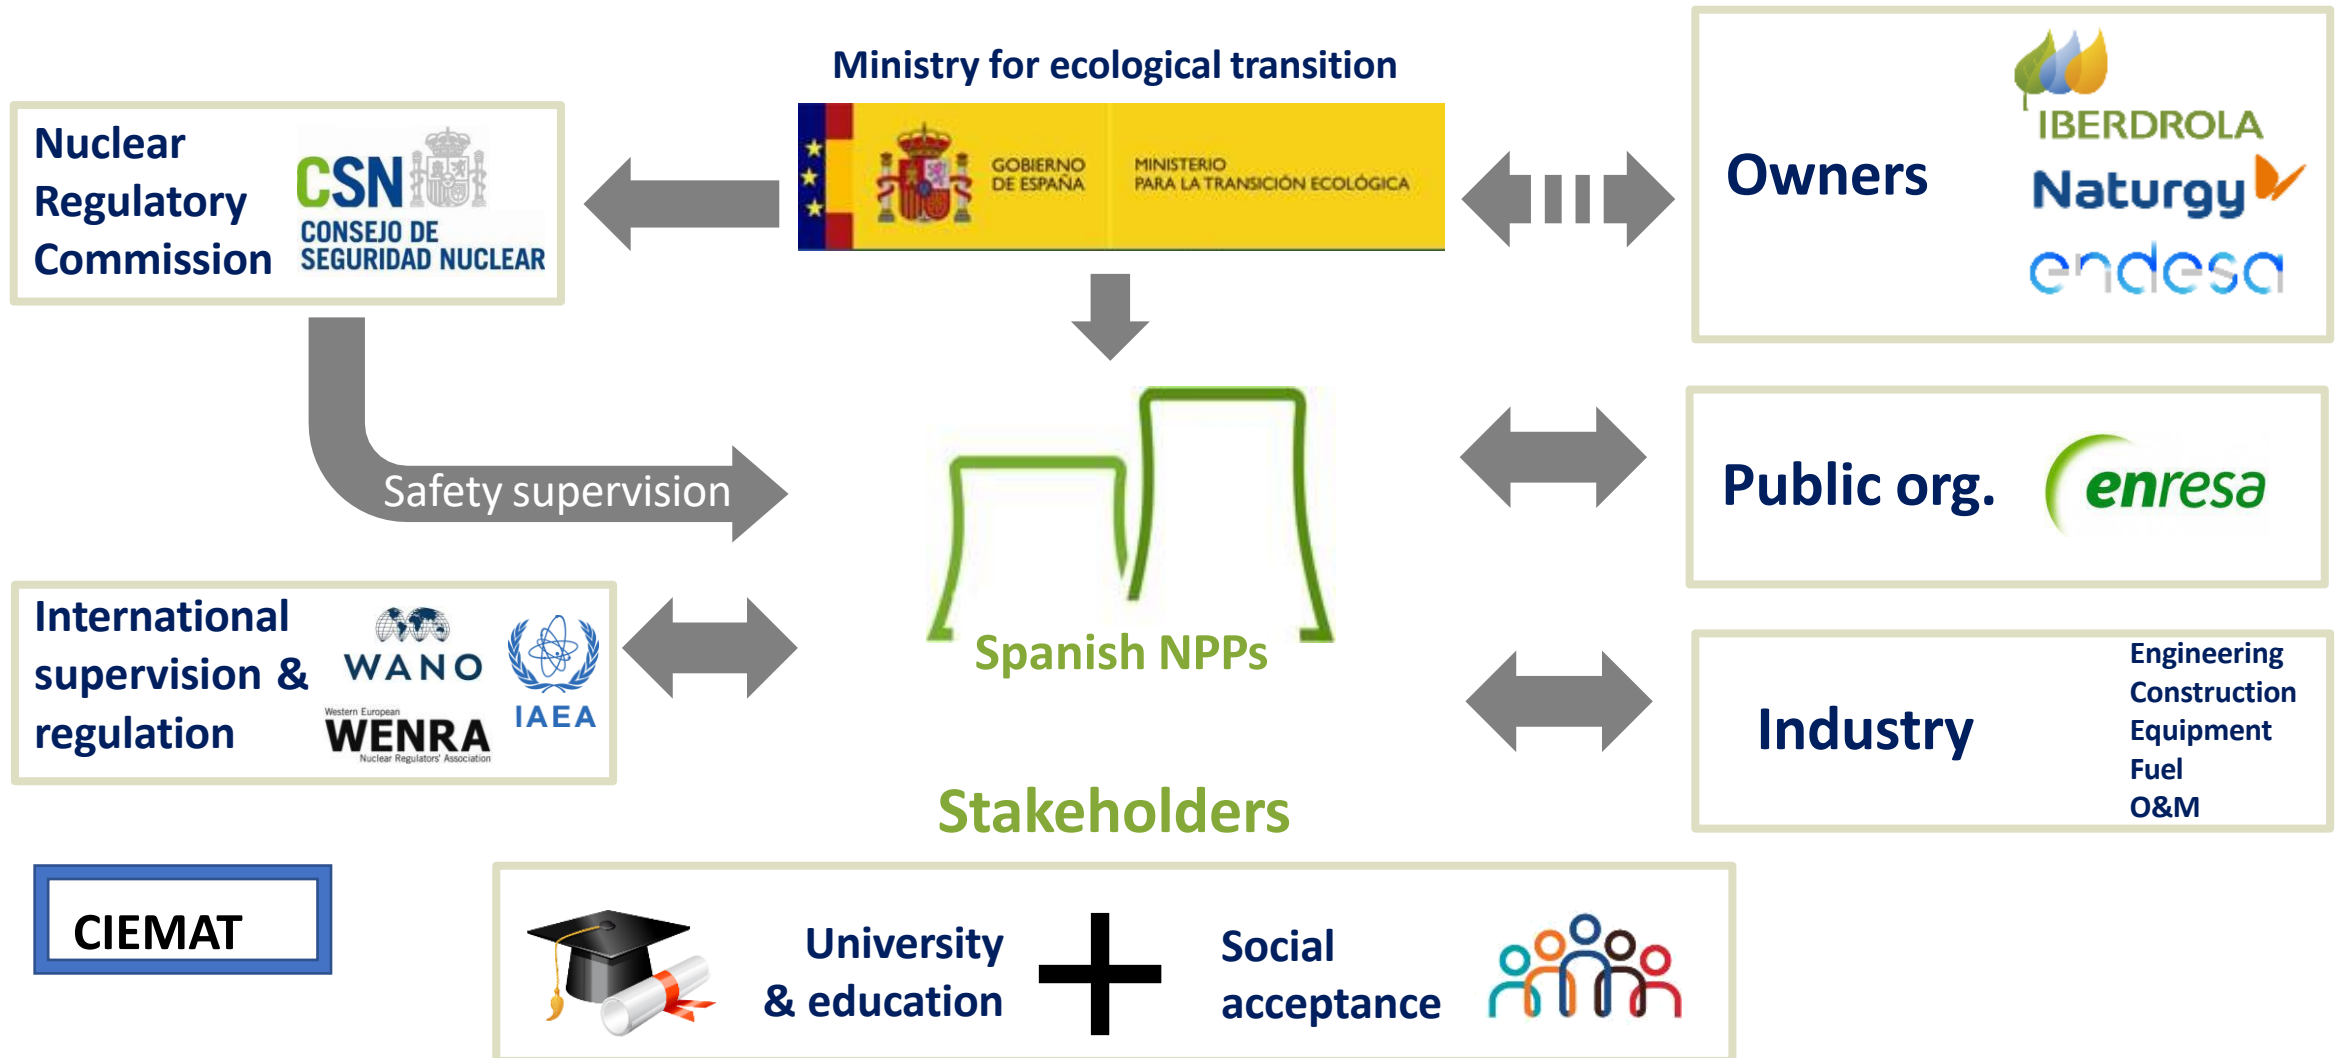 Ministry for ecological transition
GOBIERNO
DE ESPAÑA
MINISTERIO
PARA LA TRANSICIÓN ECOLÓGICA
Nuclear
Regulatory
Commission
CSN
CONSEJO DE
SEGURIDAD NUCLEAR
Owners
IBERDROLA
Naturgy
endesa
Safety supervision
Spanish NPPs
Public org.
enresa
International
supervision &
regulation
WANO
IAEA
Western European
WENRA
Nuclear Regulators' Association
Industry
Engineering
Construction
Equipment
Fuel
O&M
Stakeholders
CIEMAT
University
& education
Social
acceptance